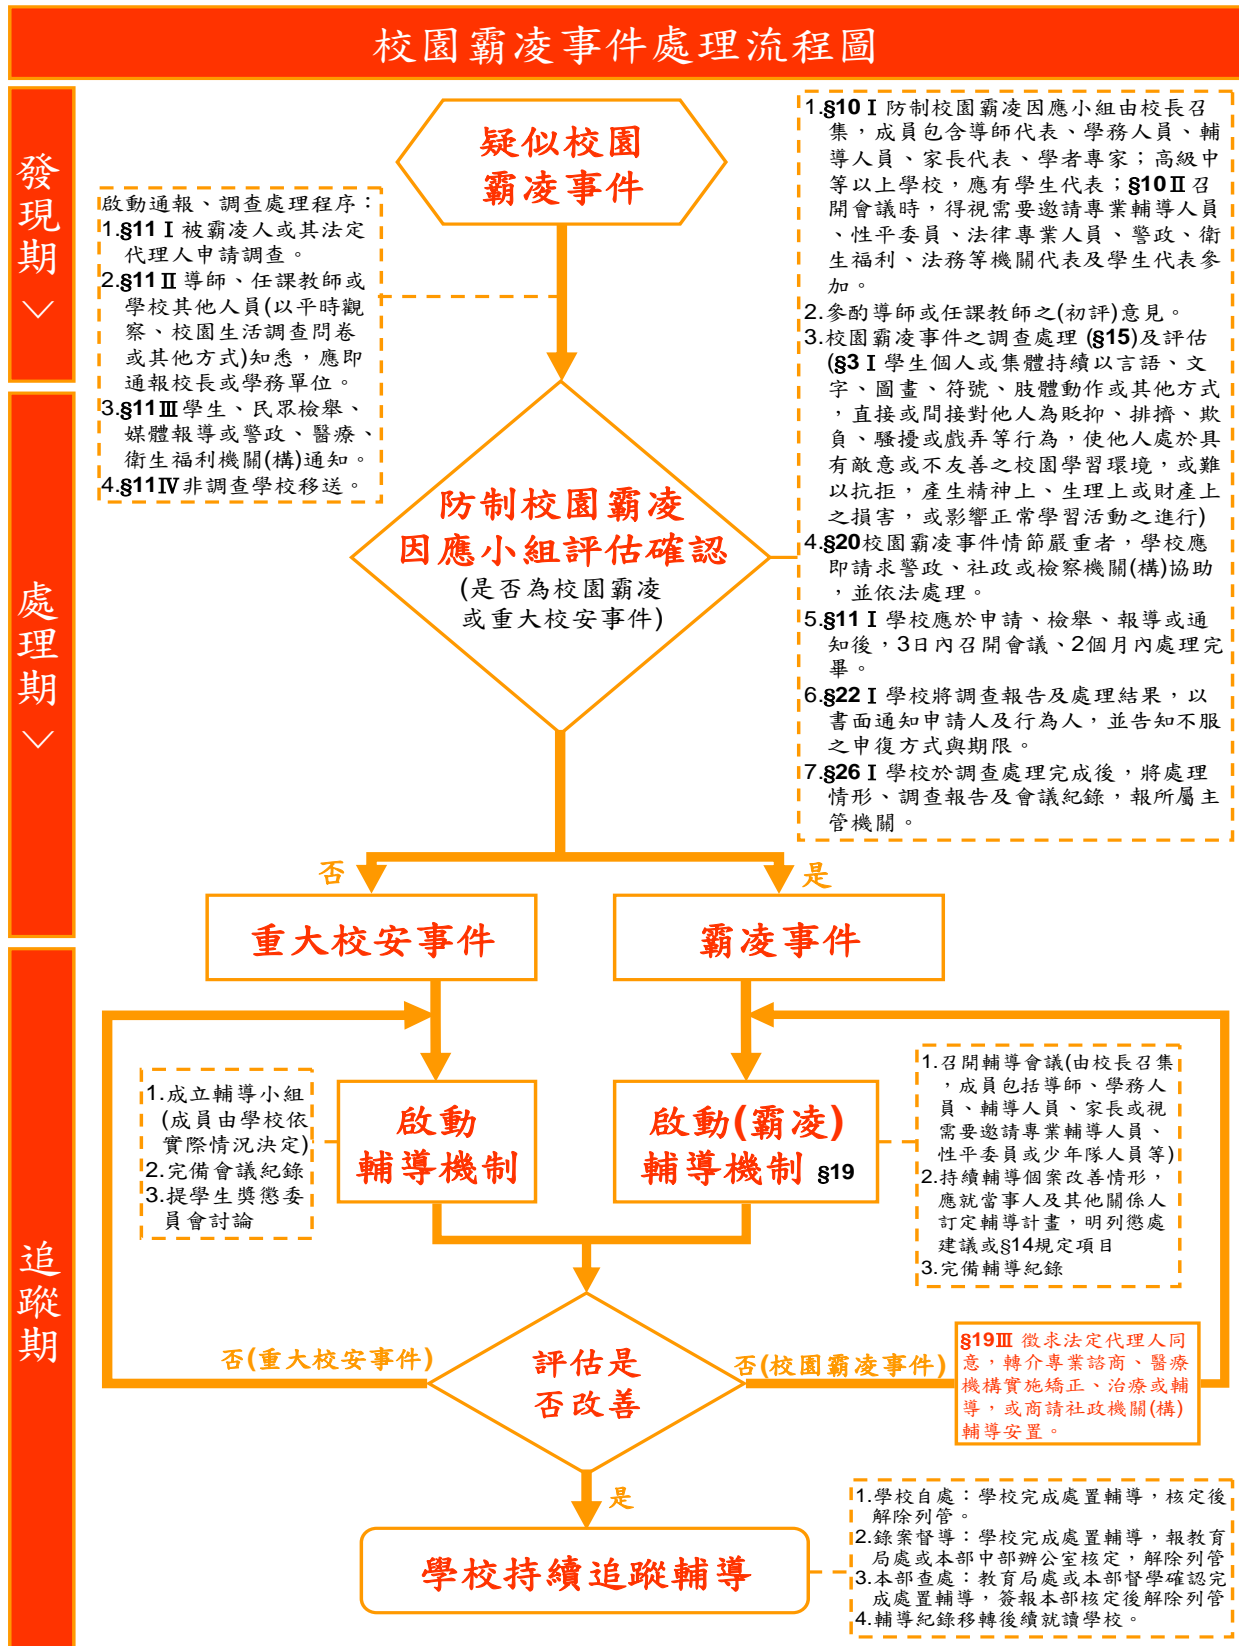 校園霸凌事件處理流程圖
發現期﹀
疑似校園
霸凌事件
啟動通報、調查處理程序：
1.§11Ⅰ被霸凌人或其法定
代理人申請調查。
2.§11Ⅱ導師、任課教師或
學校其他人員(以平時觀
察、校園生活調查問卷
或其他方式)知悉，應即
通報校長或學務單位。
3.§11Ⅲ學生、民眾檢舉、
媒體報導或警政、醫療、
衛生福利機關(構)通知。
4.§11Ⅳ非調查學校移送。
1.§10Ⅰ防制校園霸凌因應小組由校長召
集，成員包含導師代表、學務人員、輔
導人員、家長代表、學者專家；高級中
等以上學校，應有學生代表；§10Ⅱ召
開會議時，得視需要邀請專業輔導人員
、性平委員、法律專業人員、警政、衛
生福利、法務等機關代表及學生代表參
加。
2.參酌導師或任課教師之(初評)意見。
3.校園霸凌事件之調查處理 (§15)及評估
(§3Ⅰ學生個人或集體持續以言語、文
字、圖畫、符號、肢體動作或其他方式
，直接或間接對他人為貶抑、排擠、欺
負、騷擾或戲弄等行為，使他人處於具
有敵意或不友善之校園學習環境，或難
以抗拒，產生精神上、生理上或財產上
之損害，或影響正常學習活動之進行)
4.§20校園霸凌事件情節嚴重者，學校應
即請求警政、社政或檢察機關(構)協助
，並依法處理。
5.§11Ⅰ學校應於申請、檢舉、報導或通
知後，3日內召開會議、2個月內處理完
畢。
6.§22Ⅰ學校將調查報告及處理結果，以
書面通知申請人及行為人，並告知不服
之申復方式與期限。
7.§26Ⅰ學校於調查處理完成後，將處理
情形、調查報告及會議紀錄，報所屬主
管機關。
處理期﹀
防制校園霸凌
因應小組評估確認
(是否為校園霸凌
或重大校安事件)
否
是
重大校安事件
霸凌事件
追蹤期
1.成立輔導小組
(成員由學校依
實際情況決定)
2.完備會議紀錄
3.提學生獎懲委
員會討論
啟動
輔導機制
啟動(霸凌)
輔導機制 §19
1.召開輔導會議(由校長召集
，成員包括導師、學務人
員、輔導人員、家長或視
需要邀請專業輔導人員、
性平委員或少年隊人員等)
2.持續輔導個案改善情形，
應就當事人及其他關係人
訂定輔導計畫，明列懲處
建議或§14規定項目
3.完備輔導紀錄
否(重大校安事件)
評估是
否改善
否(校園霸凌事件)
§19Ⅲ 徵求法定代理人同
意，轉介專業諮商、醫療
機構實施矯正、治療或輔
導，或商請社政機關(構)
輔導安置。
是
學校持續追蹤輔導
1.學校自處：學校完成處置輔導，核定後
解除列管。
2.錄案督導：學校完成處置輔導，報教育
局處或本部中部辦公室核定，解除列管
3.本部查處：教育局處或本部督學確認完
成處置輔導，簽報本部核定後解除列管
4.輔導紀錄移轉後續就讀學校。